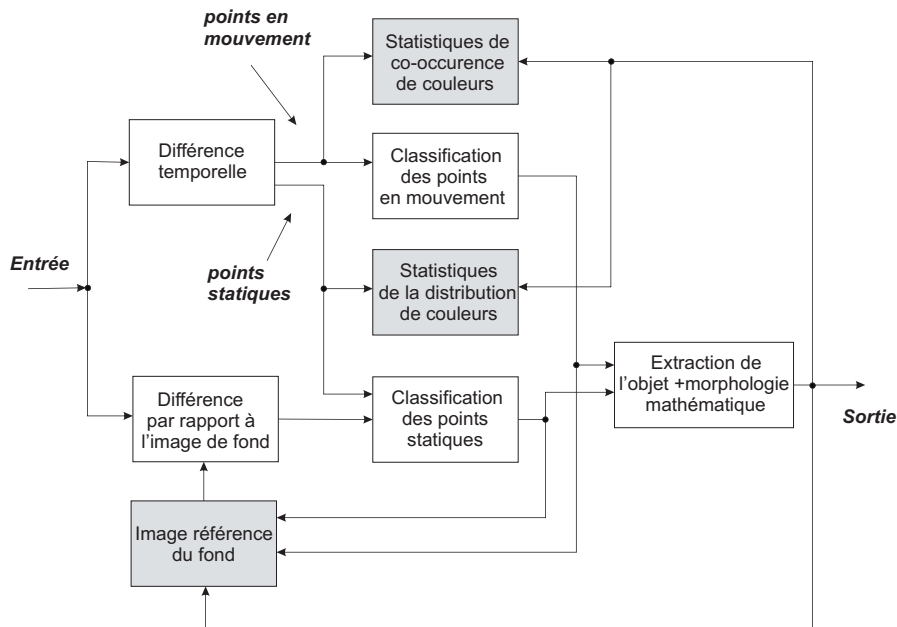 points en
mouvement
Statistiques de
co-occurence
de couleurs
Différence
temporelle
Classification
des points
en mouvement
Entrée
points
statiques
Statistiques
de la distribution
de couleurs
Différence
par rapport à
l'image de fond
Classification
des points
statiques
Extraction de
l'objet +morphologie
mathématique
Sortie
Image référence
du fond